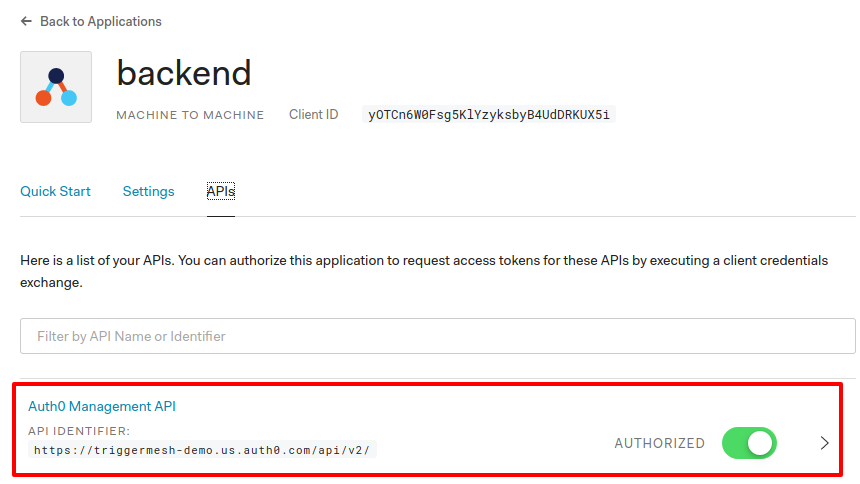 ← Back to Applications
backend
MACHINE TO MACHINE Client ID yOTCn6W0Fsg5KlYzyksbyB4UdDRKUX5i
Quick Start Settings APIs
Here is a list of your APIs. You can authorize this application to request access tokens for these APIs by executing a client credentials
exchange.
Filter by API Name or Identifier
Auth0 Management API
API IDENTIFIER:
https://triggermesh-demo.us.auth0.com/api/v2/
AUTHORIZED